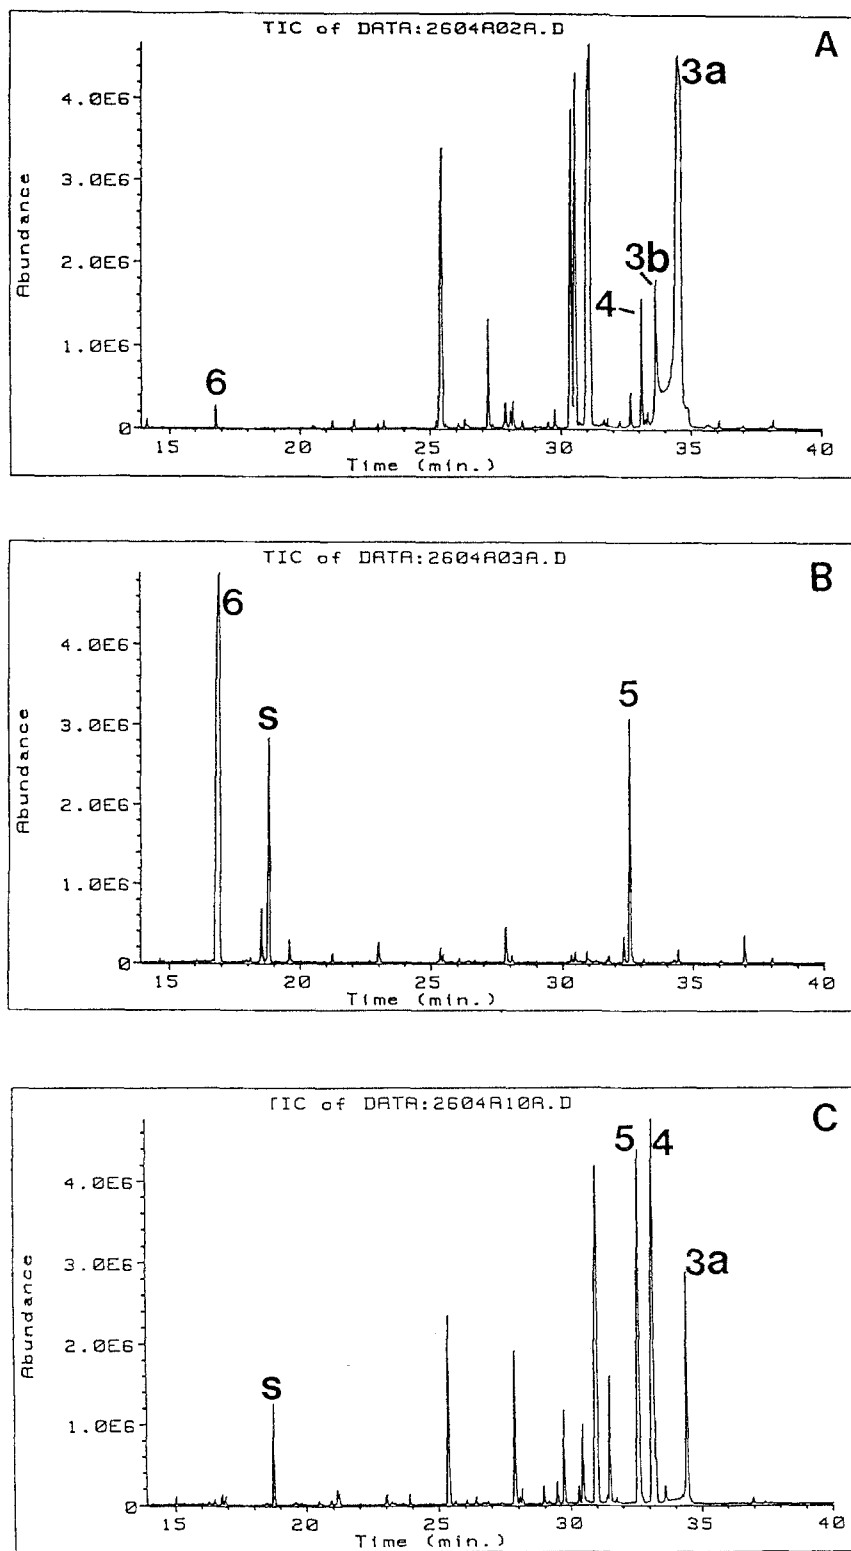 TIC of DATA:2604A02A.D
A
Abundance
4.0E6
3.0E6
2.0E6
1.0E6
0
6
4
3b
3a
15 20 25 30 35 40
Time (min.)
TIC of DATA:2604A03A.D
B
Abundance
4.0E6
3.0E6
2.0E6
1.0E6
0
6
S
5
15 20 25 30 35 40
Time (min.)
TIC of DATA:2604A10A.D
C
Abundance
4.0E6
3.0E6
2.0E6
1.0E6
0
S
5 4
3a
15 20 25 30 35 40
Time (min.)